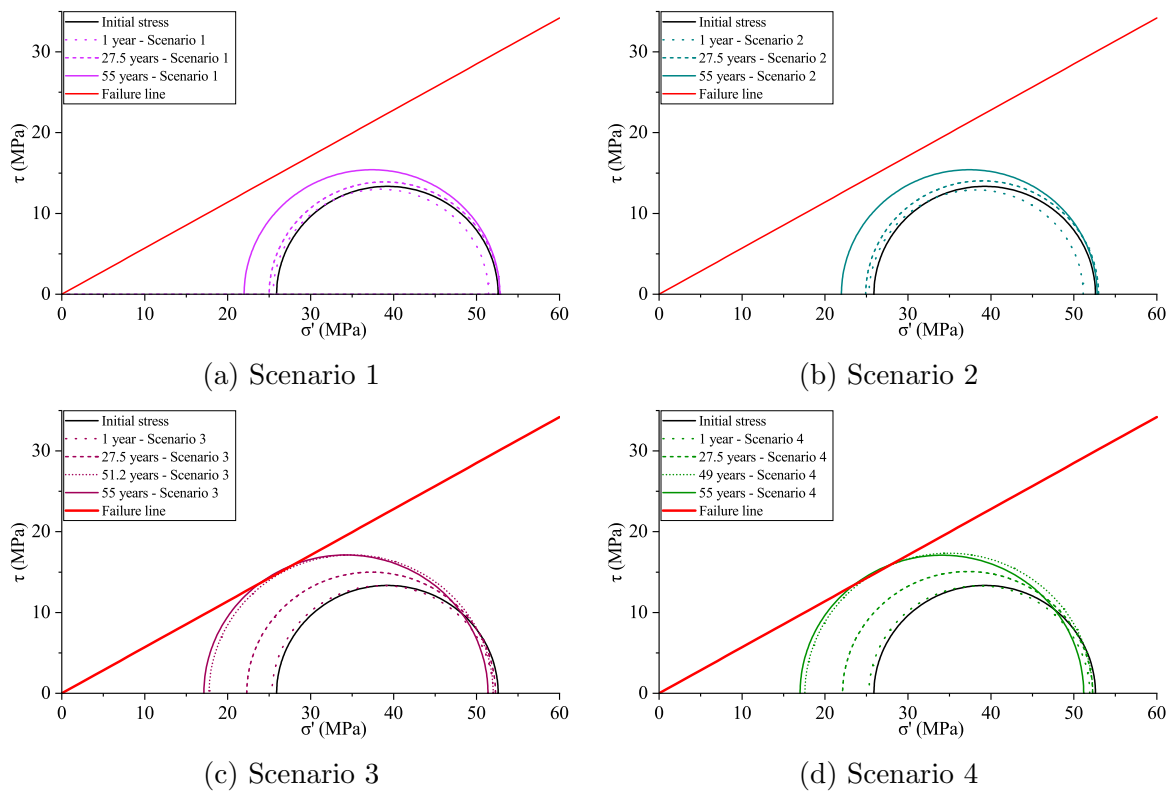 Initial stress
1 year - Scenario 1
27.5 years - Scenario 1
55 years - Scenario 1
Failure line
30
20
10
0
τ (MPa)
0 10 20 30 40 50 60
σ' (MPa)
(a) Scenario 1
Initial stress
1 year - Scenario 2
27.5 years - Scenario 2
55 years - Scenario 2
Failure line
30
20
10
0
τ (MPa)
0 10 20 30 40 50 60
σ' (MPa)
(b) Scenario 2
Initial stress
1 year - Scenario 3
27.5 years - Scenario 3
51.2 years - Scenario 3
55 years - Scenario 3
Failure line
30
20
10
0
τ (MPa)
0 10 20 30 40 50 60
σ' (MPa)
(c) Scenario 3
Initial stress
1 year - Scenario 4
27.5 years - Scenario 4
49 years - Scenario 4
55 years - Scenario 4
Failure line
30
20
10
0
τ (MPa)
0 10 20 30 40 50 60
σ' (MPa)
(d) Scenario 4